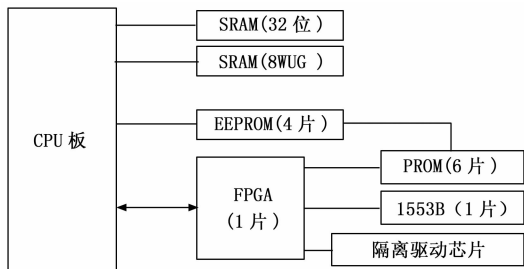 SRAM(32 位)
SRAM(8WUG )
EEPROM(4 片)
CPU 板
PROM(6 片)
FPGA
(1 片)
1553B（1 片）
隔离驱动芯片